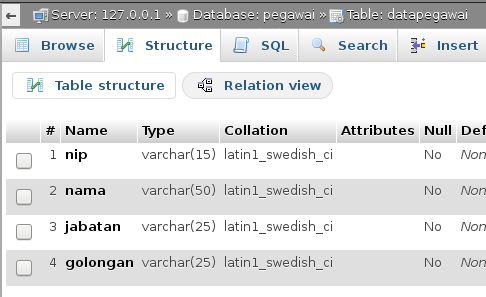 Server: 127.0.0.1 » Database: pegawai » Table: datapegawai
Browse Structure SQL Search Insert
Table structure Relation view
# Name Type Collation Attributes Null Def
1 nip varchar(15) latin1_swedish_ci No Non
2 nama varchar(50) latin1_swedish_ci No Non
3 jabatan varchar(25) latin1_swedish_ci No Non
4 golongan varchar(25) latin1_swedish_ci No Non